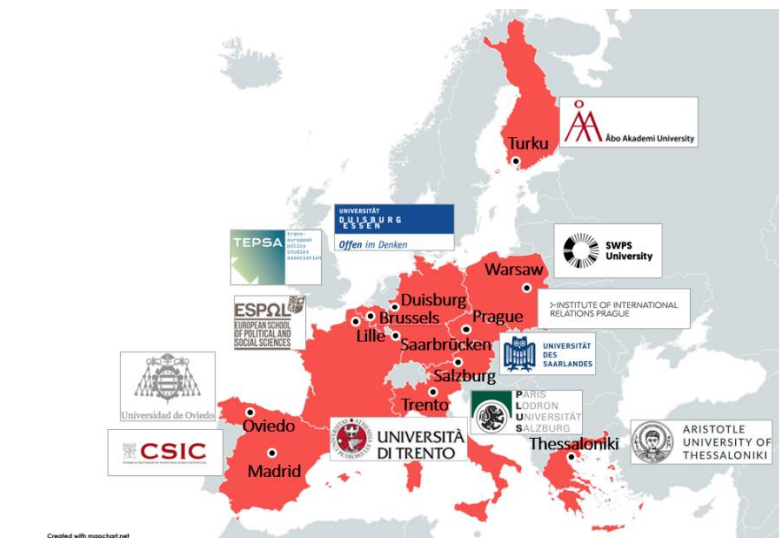 Turku
Åbo Akademi University
UNIVERSITÄT
DUISBURG
ESSEN
Offen im Denken
TEPSA
trans-
european
policy
studies
association
SWPS
University
Warsaw
ESPOL
EUROPEAN SCHOOL
OF POLITICAL AND
SOCIAL SCIENCES
Duisburg
Brussels
Prague
>INSTITUTE OF INTERNATIONAL
RELATIONS PRAGUE
Lille
Saarbrücken
UNIVERSITÄT
DES
SAARLANDES
Salzburg
Trento
PARIS
LODRON
UNIVERSITÄT
SALZBURG
Universidad de Oviedo
Oviedo
CSIC
Madrid
UNIVERSITÀ
DI TRENTO
Thessaloniki
ARISTOTLE
UNIVERSITY OF
THESSALONIKI
Created with mapchart.net